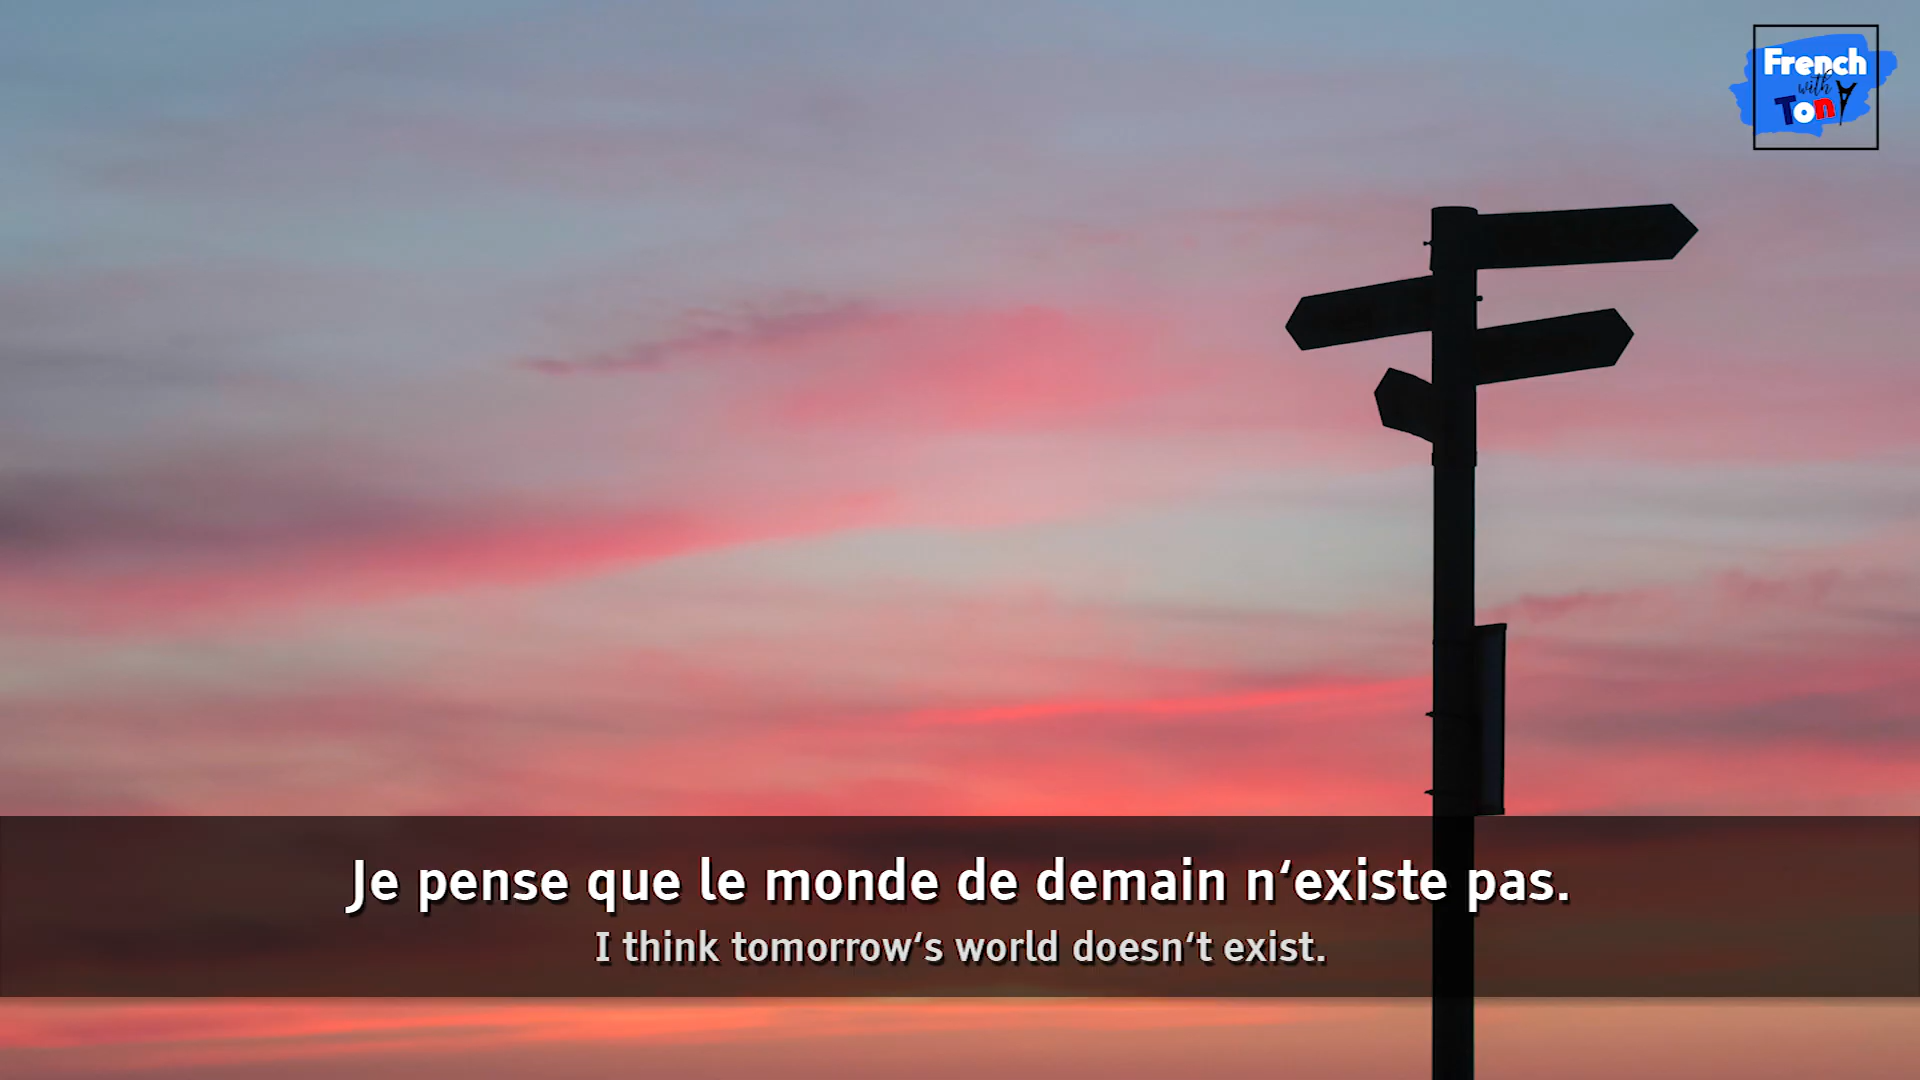 French
with
Tony
Je pense que le monde de demain n‘existe pas.
I think tomorrow‘s world doesn‘t exist.